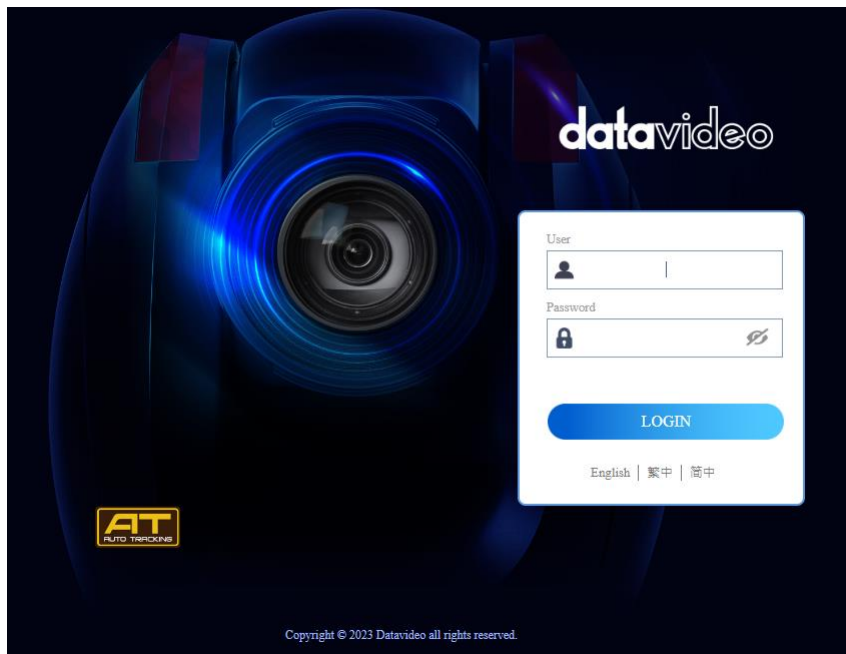 datavideo
User
Password
LOGIN
English | 繁中 | 简中
AT
AUTO TRACKING
Copyright © 2023 Datavideo all rights reserved.